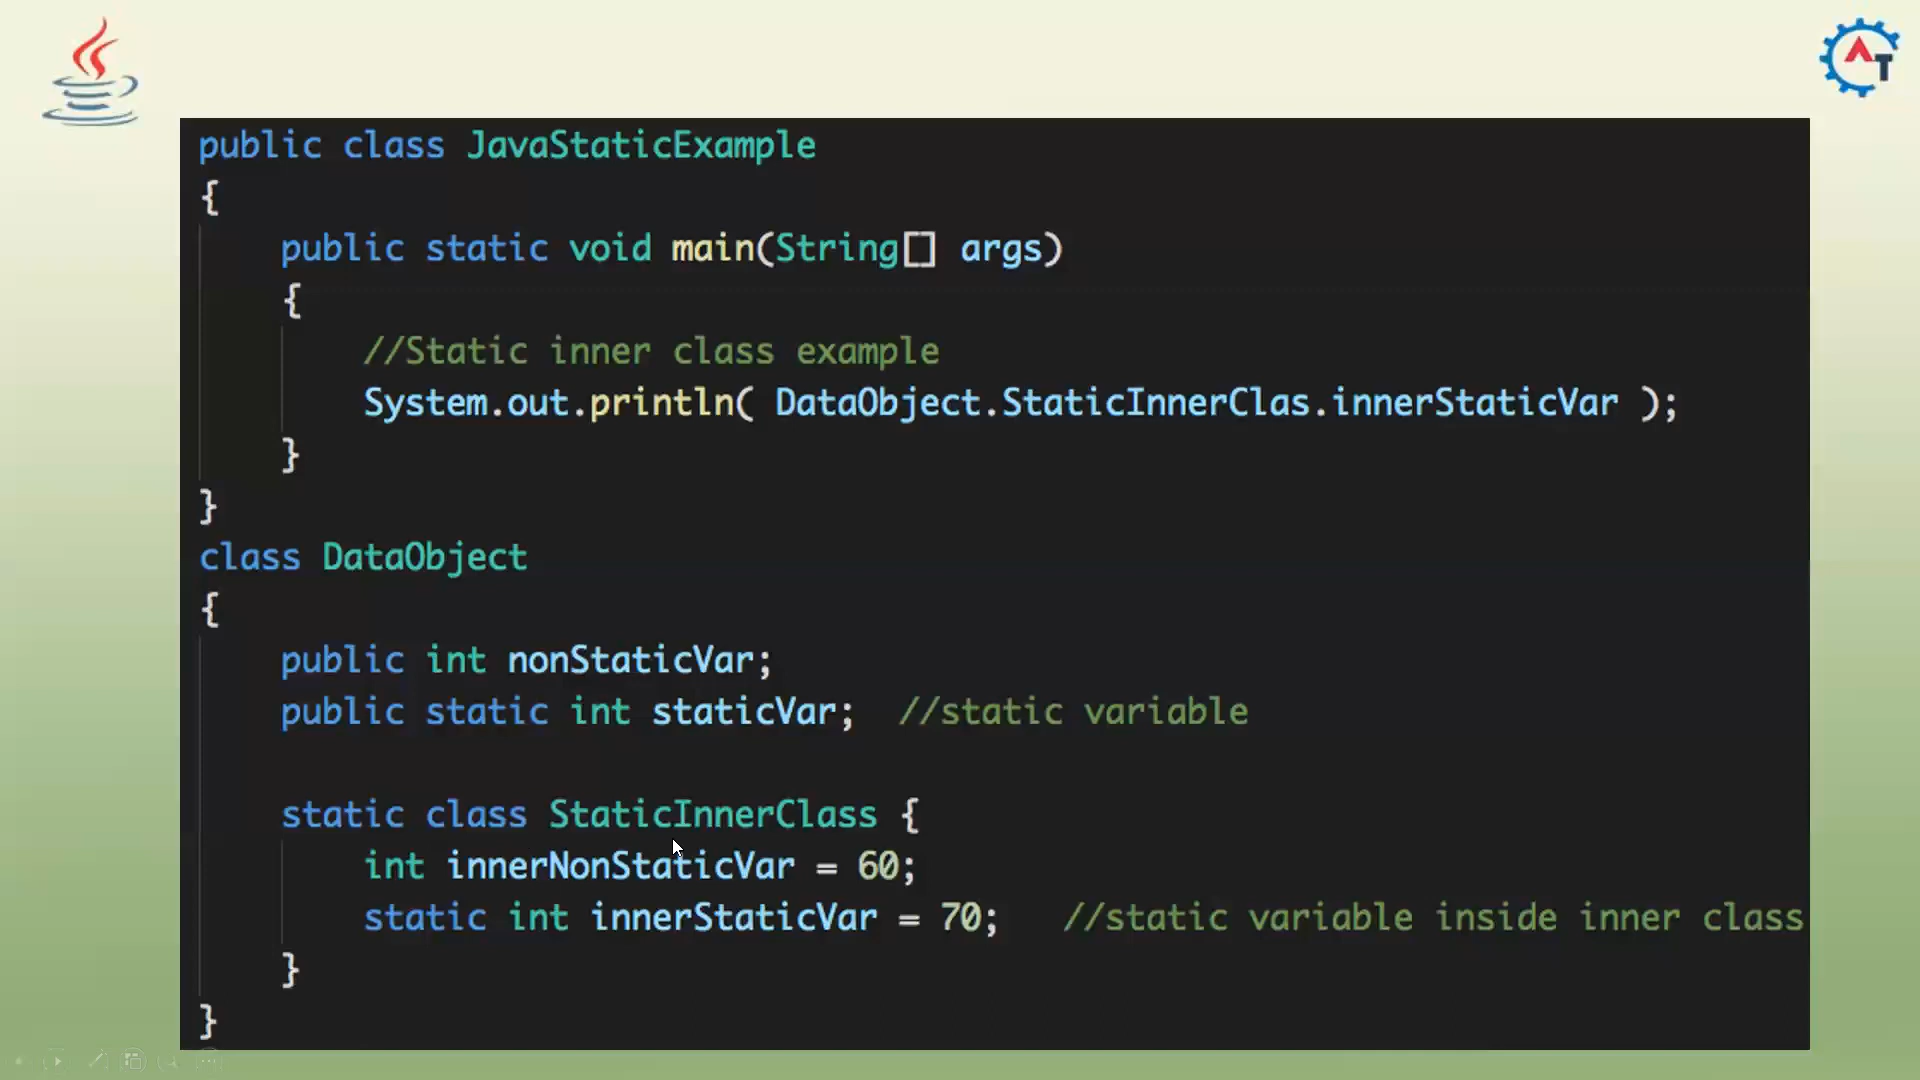 AT
public class JavaStaticExample
{
public static void main(String[] args)
{
//Static inner class example
System.out.println( DataObject.StaticInnerClas.innerStaticVar );
}
}
class DataObject
{
public int nonStaticVar;
public static int staticVar;  //static variable
static class StaticInnerClass {
int innerNonStaticVar = 60;
static int innerStaticVar = 70;   //static variable inside inner class
}
}